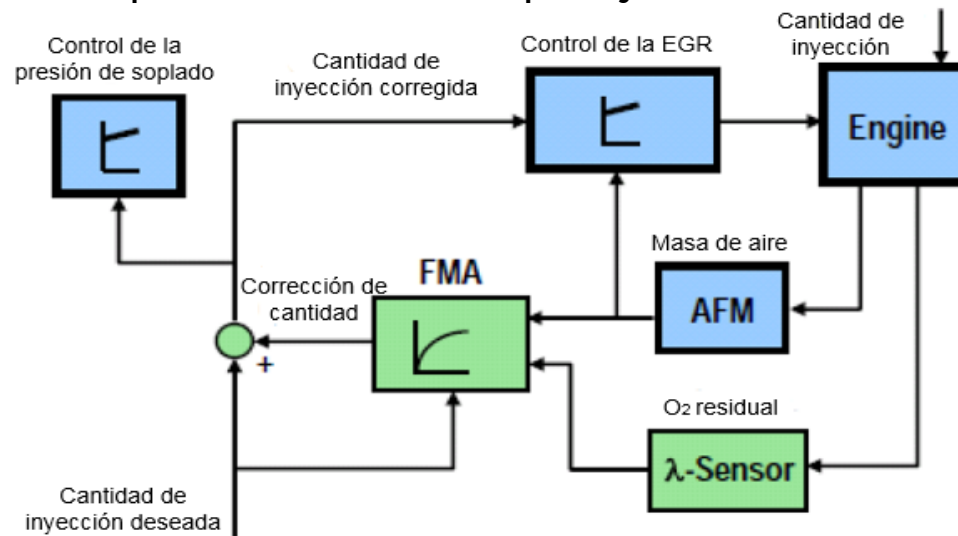 Control de la
presión de soplado
Cantidad de
inyección corregida
Control de la EGR
Cantidad de
inyección
Engine
Masa de aire
AFM
FMA
Corrección de
cantidad
+
O₂ residual
λ-Sensor
Cantidad de
inyección deseada